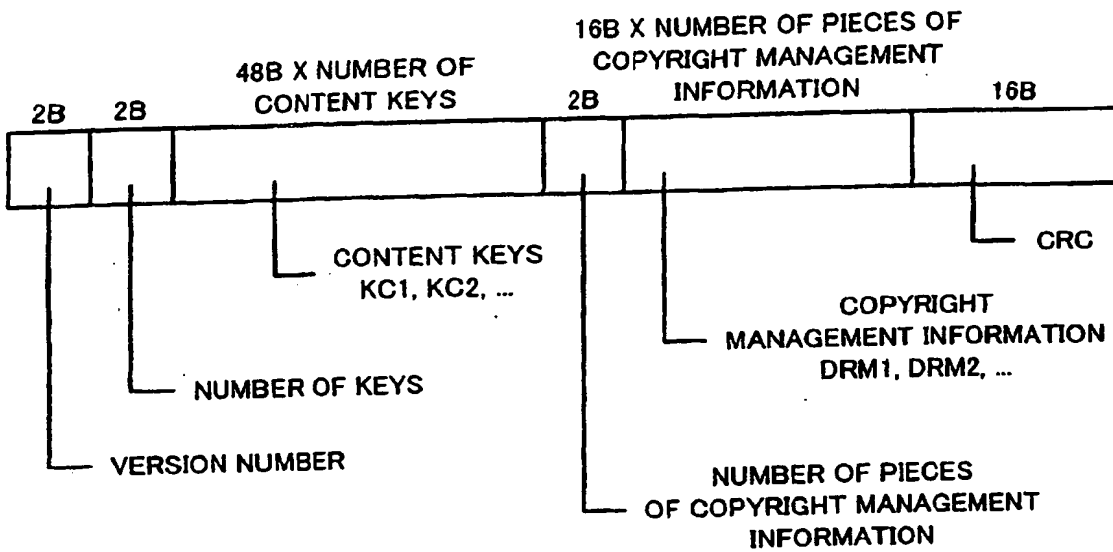 16B X NUMBER OF PIECES OF
COPYRIGHT MANAGEMENT
INFORMATION
48B X NUMBER OF
CONTENT KEYS
2B
2B
2B
16B
CRC
CONTENT KEYS
KC1, KC2, ...
COPYRIGHT
MANAGEMENT INFORMATION
DRM1, DRM2, ...
NUMBER OF KEYS
VERSION NUMBER
NUMBER OF PIECES
OF COPYRIGHT MANAGEMENT
INFORMATION